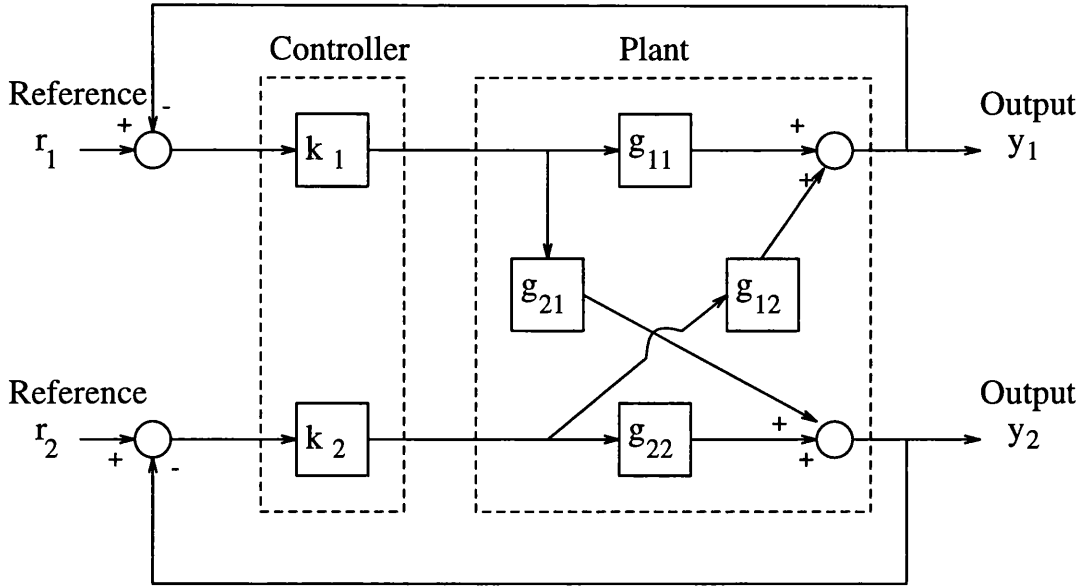 Controller
Plant
Reference
r1
+
-
k 1
g11
+
+
Output
y1
g21
g12
Reference
r2
+
-
k 2
g22
+
+
Output
y2